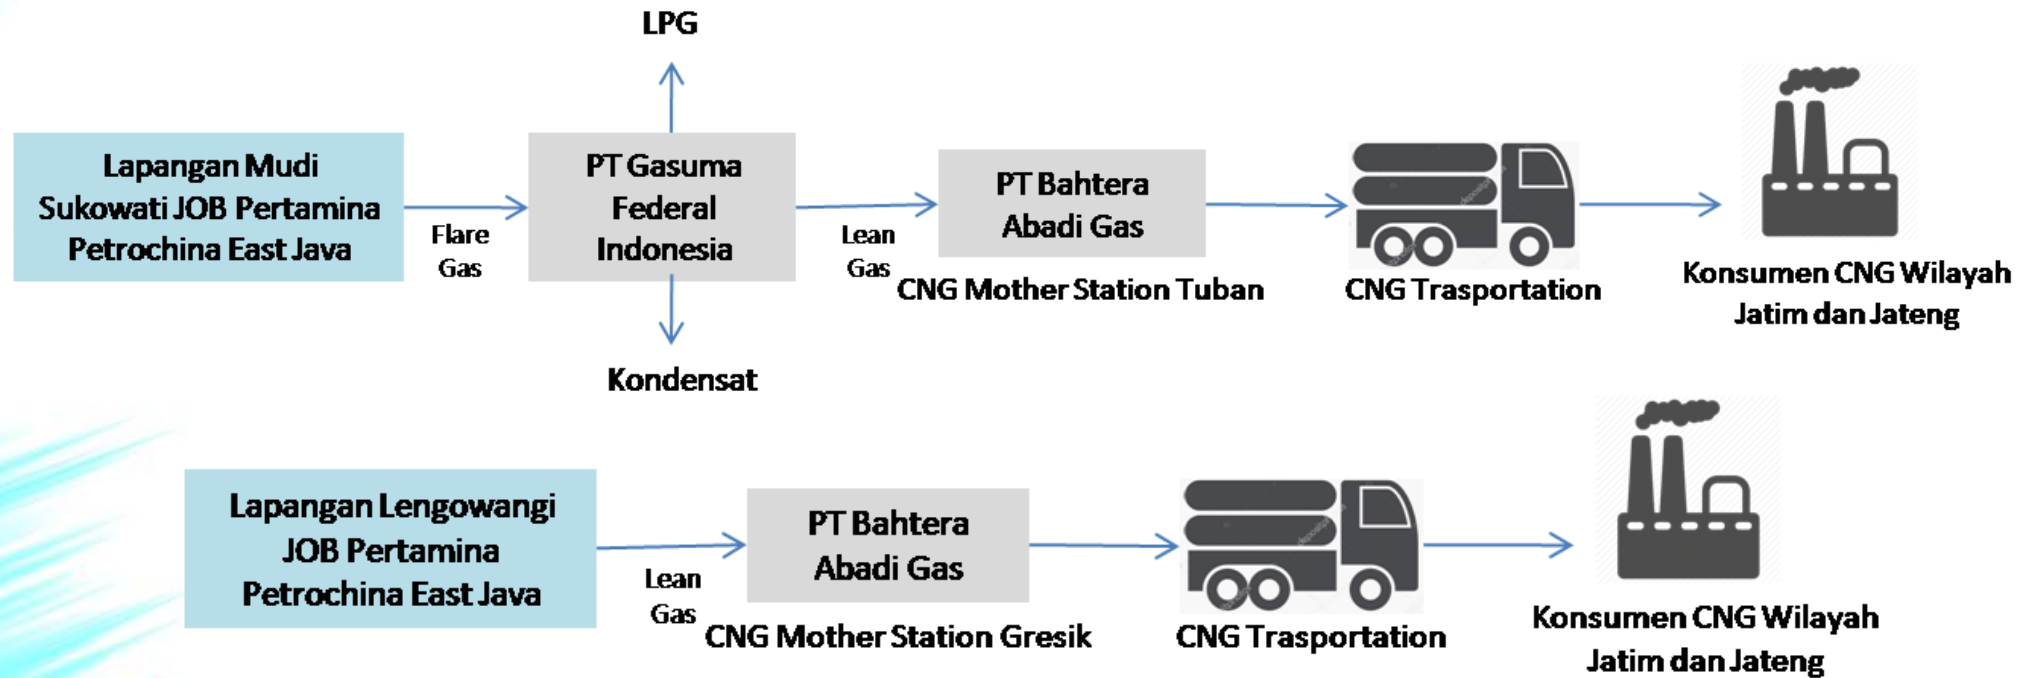 LPG
Lapangan Mudi
Sukowati JOB Pertamina
Petrochina East Java
Flare
Gas
PT Gasuma
Federal
Indonesia
Lean
Gas
PT Bahtera
Abadi Gas
CNG Mother Station Tuban
CNG Trasportation
Konsumen CNG Wilayah
Jatim dan Jateng
Kondensat
Lapangan Lengowangi
JOB Pertamina
Petrochina East Java
Lean
Gas
PT Bahtera
Abadi Gas
CNG Mother Station Gresik
CNG Trasportation
Konsumen CNG Wilayah
Jatim dan Jateng